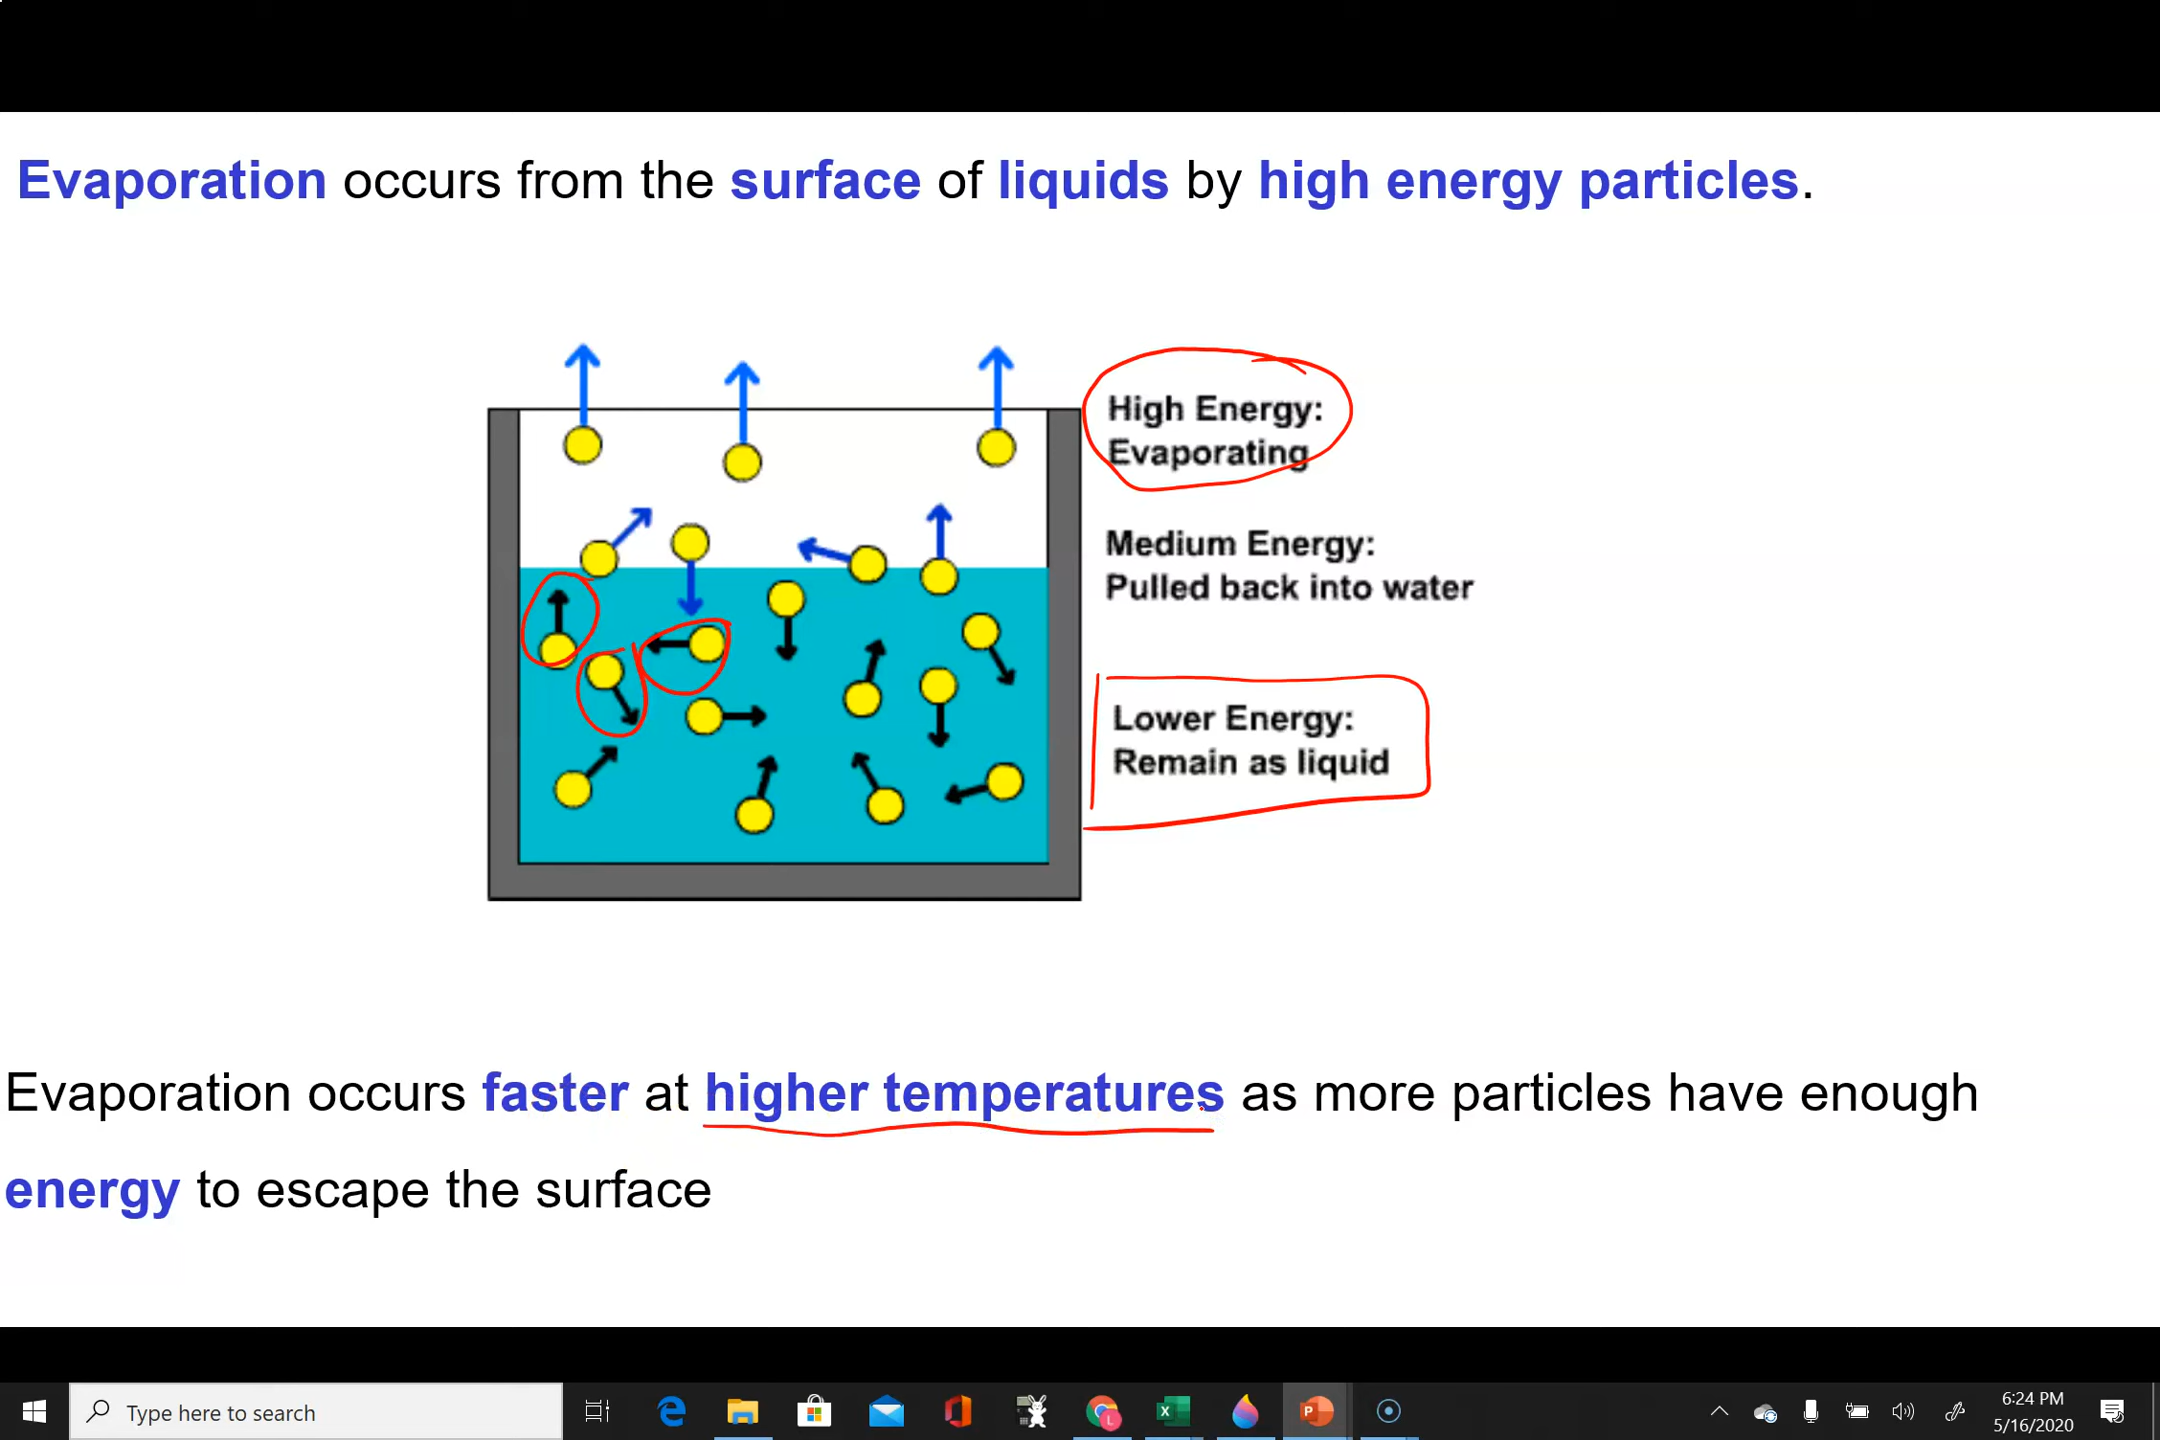 Evaporation occurs from the surface of liquids by high energy particles.
High Energy:
Evaporating
Medium Energy:
Pulled back into water
Lower Energy:
Remain as liquid
Evaporation occurs faster at higher temperatures as more particles have enough
energy to escape the surface
Type here to search
6:24 PM
5/16/2020